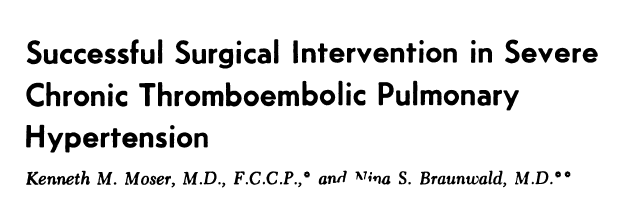 Successful Surgical Intervention in Severe
Chronic Thromboembolic Pulmonary
Hypertension
Kenneth M. Moser, M.D., F.C.C.P.,* and Nina S. Braunwald, M.D.**